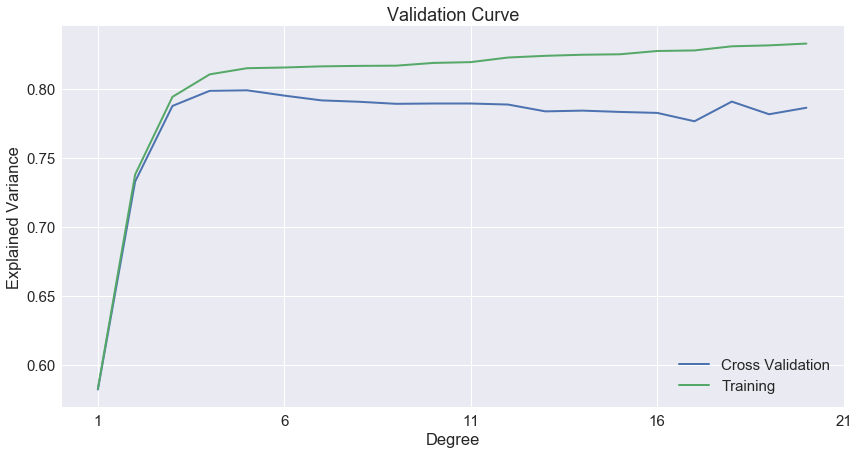 Validation Curve
Explained Variance
0.80
0.75
0.70
0.65
0.60
Cross Validation
Training
1 6 11 16 21
Degree